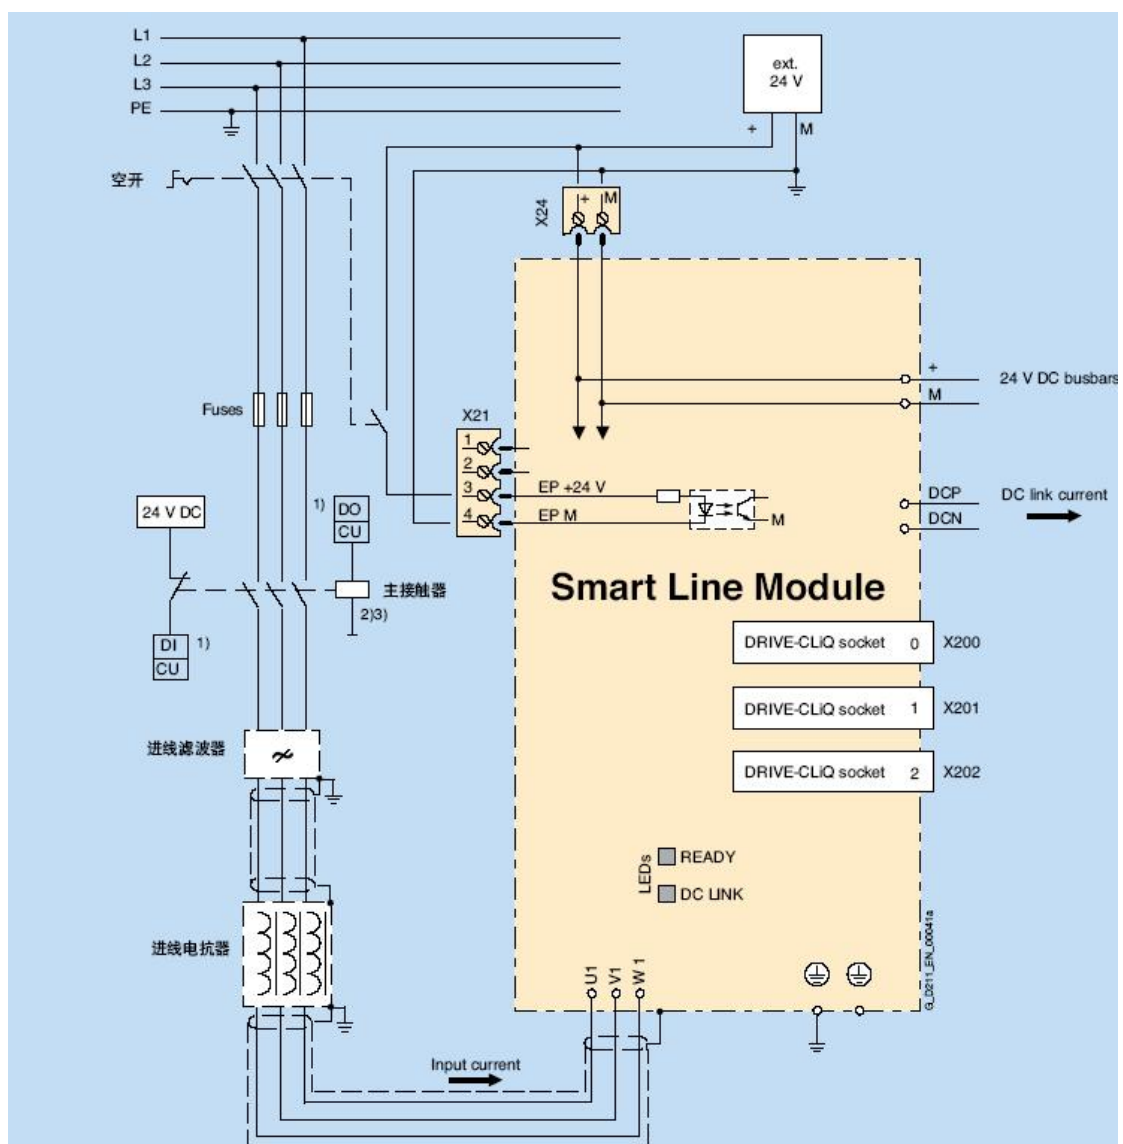 L1
L2
L3
PE
ext.
24 V
+ M
空开
X24
+ M
+
24 V DC busbars
M
Fuses
X21
1
2
3
4
EP +24 V
EP M
M
DCP
DCN
DC link current
24 V DC
1)
DO
CU
主接触器
2)3)
DI
CU
1)
Smart Line Module
DRIVE-CLiQ socket 0
X200
DRIVE-CLiQ socket 1
X201
DRIVE-CLiQ socket 2
X202
进线滤波器
LEDs
READY
DC LINK
进线电抗器
U1
V1
W1
G_D211_EN_00041a
Input current